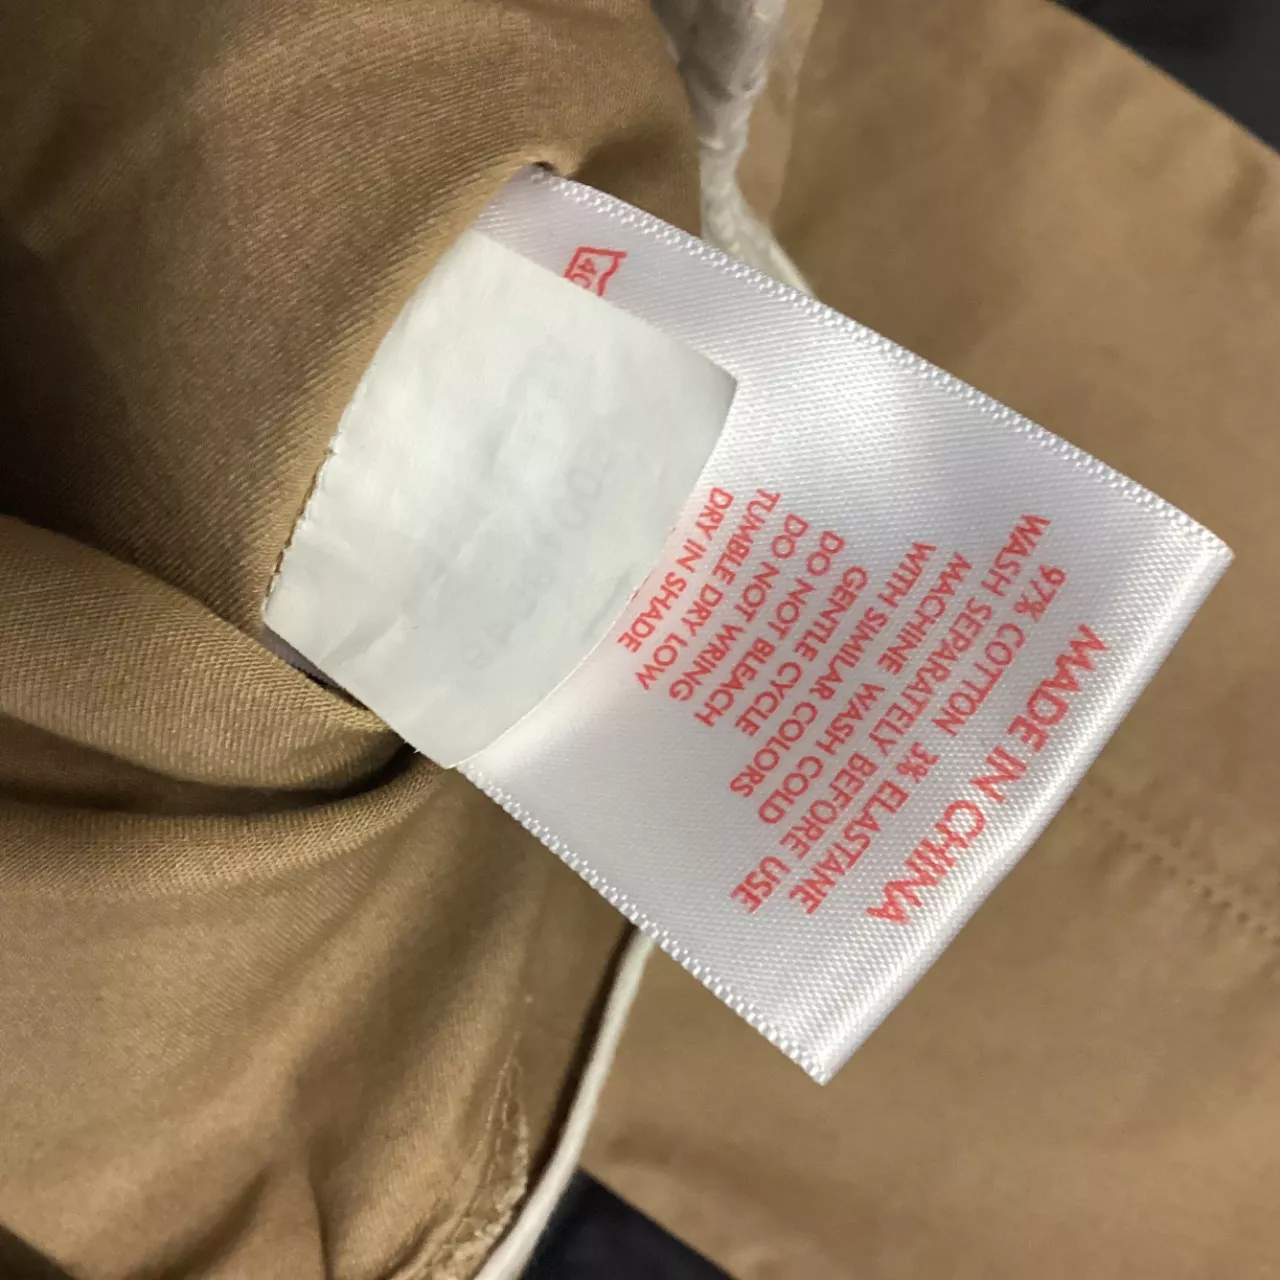 MADE IN CHINA
97% COTTON 3% ELASTANE
WASH SEPARATELY BEFORE USE
MACHINE WASH COLD
WITH SIMILAR COLORS
GENTLE CYCLE
DO NOT BLEACH
DO NOT WRING
TUMBLE DRY LOW
DRY IN SHADE
40